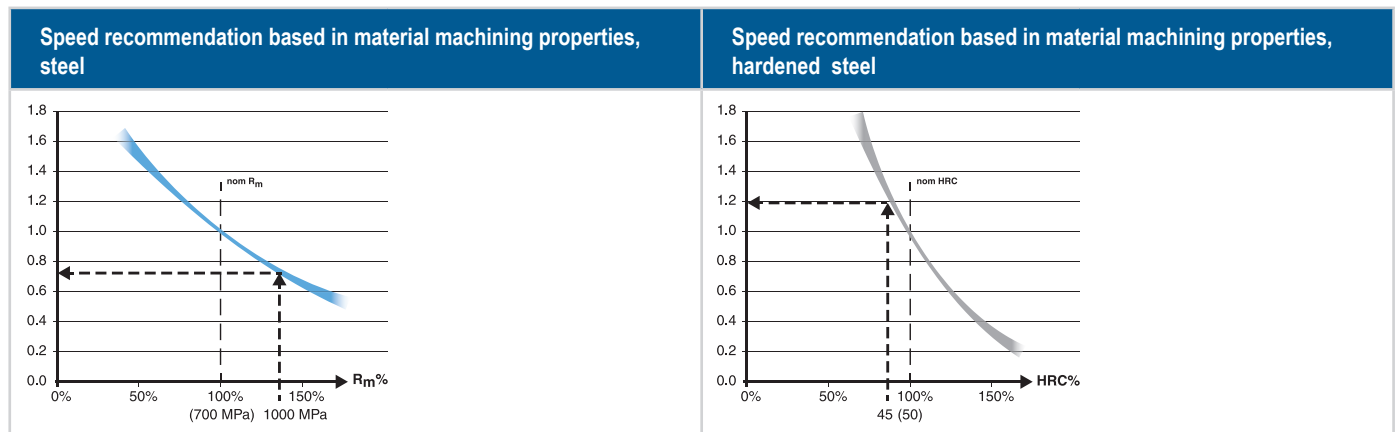 Speed recommendation based in material machining properties,
steel
1.8
1.6
1.4
1.2
1.0
0.8
0.6
0.4
0.2
0.0
nom Rm
Rm%
0% 50% 100% 150%
(700 MPa) 1000 MPa
Speed recommendation based in material machining properties,
hardened steel
1.8
1.6
1.4
1.2
1.0
0.8
0.6
0.4
0.2
0.0
nom HRC
HRC%
0% 50% 100% 150%
45 (50)